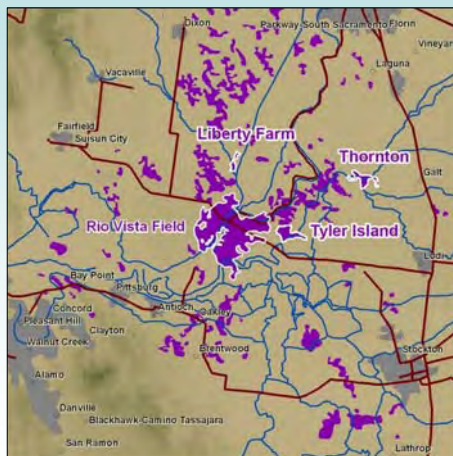 Dixon
Parkway-South Sacramento
Florin
Vineyar
Laguna
Vacaville
Fairfield
Suisun City
Liberty Farm
Thornton
Galt
Rio Vista Field
Tyler Island
Lodi
Bay Point
Pittsburg
Antioch
Oakley
Concord
Pleasant Hill
Clayton
Walnut Creek
Brentwood
Stockton
Alamo
Danville
Blackhawk-Camino Tassajara
San Ramon
Lathrop